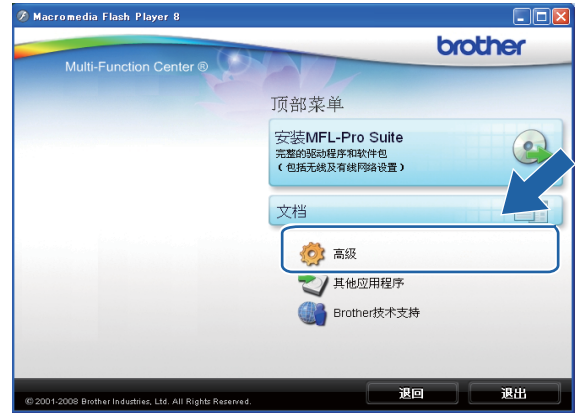 Macromedia Flash Player 8
brother
Multi-Function Center ®
顶部菜单
安装MFL-Pro Suite
完整的驱动程序和软件包
（包括无线及有线网络设置）
文档
高级
其他应用程序
Brother技术支持
© 2001-2008 Brother Industries, Ltd. All Rights Reserved.
退回
退出